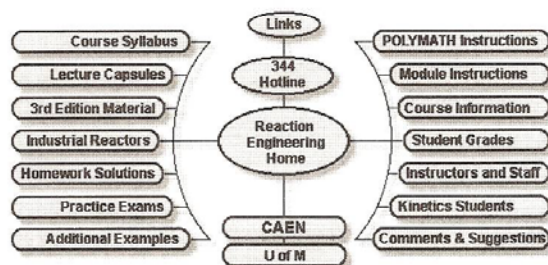 Links
344
Hotline
Reaction
Engineering
Home
CAEN
U of M
Course Syllabus
Lecture Capsules
3rd Edition Material
Industrial Reactors
Homework Solutions
Practice Exams
Additional Examples
POLYMATH Instructions
Module Instructions
Course Information
Student Grades
Instructors and Staff
Kinetics Students
Comments & Suggestions